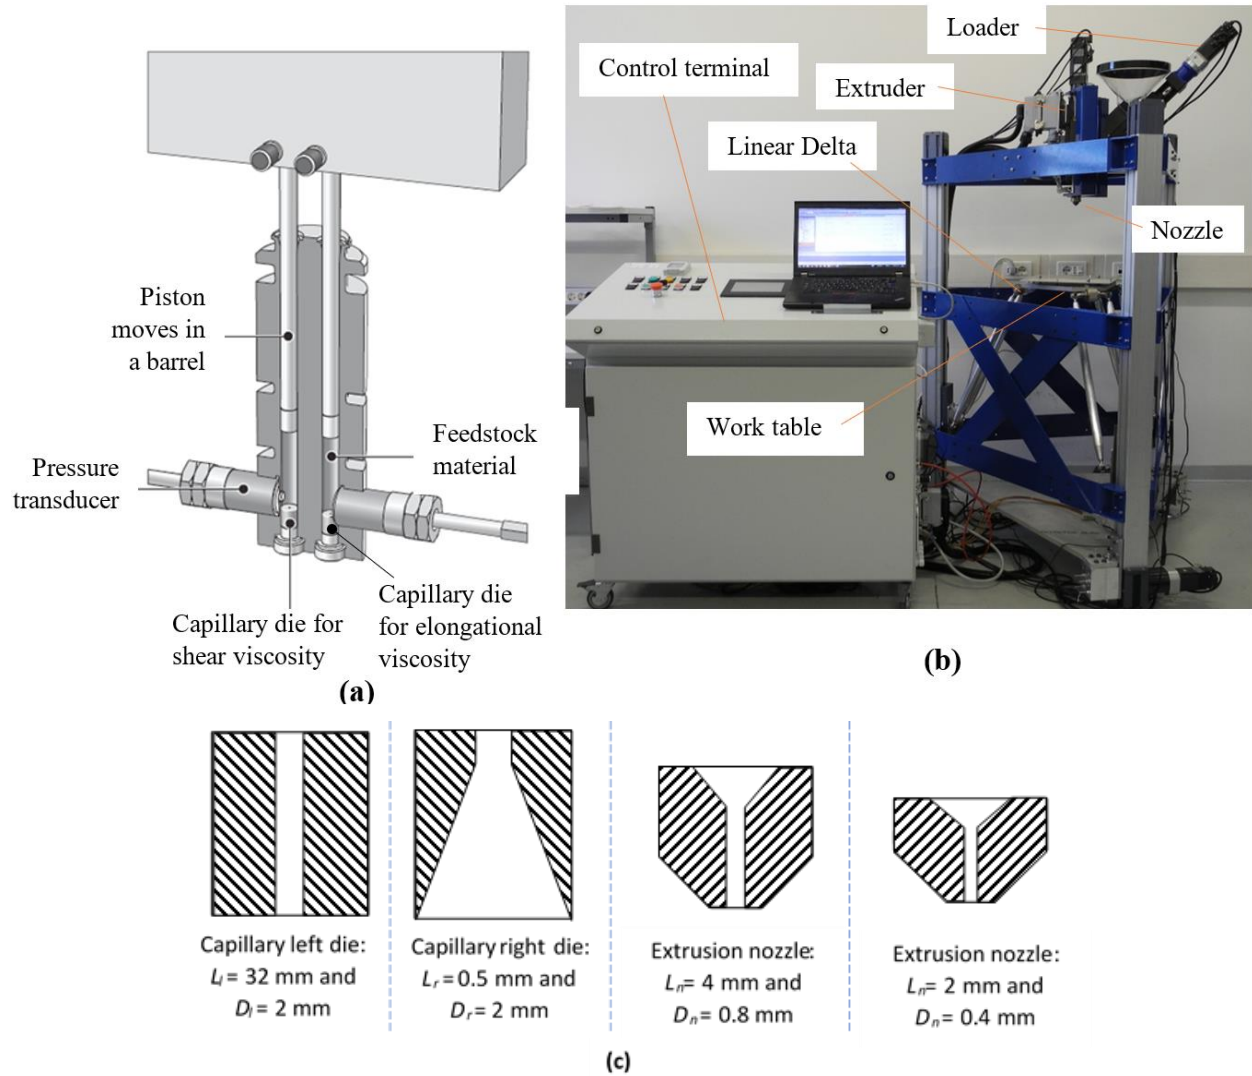 Piston
moves in
a barrel
Pressure
transducer
Feedstock
material
Capillary die for
shear viscosity
Capillary die
for elongational
viscosity
(a)
Loader
Control terminal
Extruder
Linear Delta
Nozzle
Work table
(b)
Capillary left die:
Lₗ= 32 mm and
Dₗ = 2 mm
Capillary right die:
Lᵣ = 0.5 mm and
Dᵣ = 2 mm
Extrusion nozzle:
Lₙ= 4 mm and
Dₙ = 0.8 mm
Extrusion nozzle:
Lₙ = 2 mm and
Dₙ = 0.4 mm
(c)